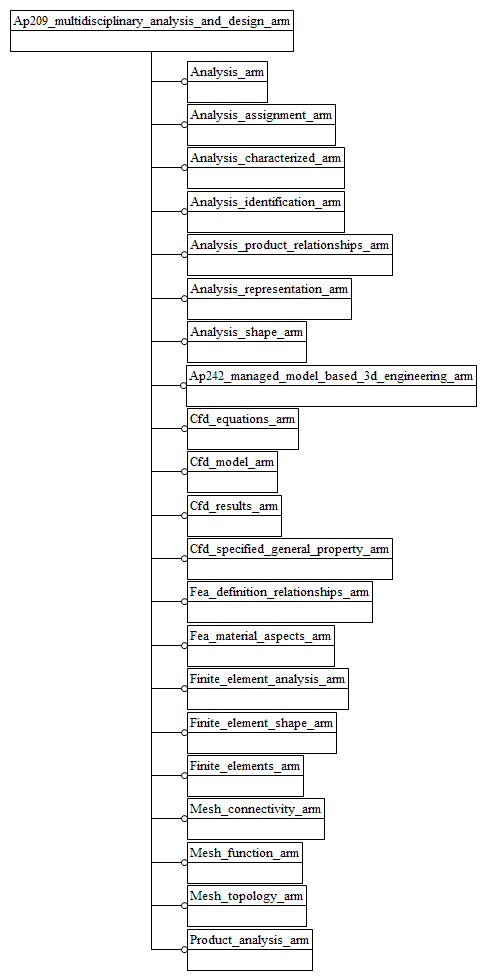 Ap209_multidisciplinary_analysis_and_design_arm
Analysis_arm
Analysis_assignment_arm
Analysis_characterized_arm
Analysis_identification_arm
Analysis_product_relationships_arm
Analysis_representation_arm
Analysis_shape_arm
Ap242_managed_model_based_3d_engineering_arm
Cfd_equations_arm
Cfd_model_arm
Cfd_results_arm
Cfd_specified_general_property_arm
Fea_definition_relationships_arm
Fea_material_aspects_arm
Finite_element_analysis_arm
Finite_element_shape_arm
Finite_elements_arm
Mesh_connectivity_arm
Mesh_function_arm
Mesh_topology_arm
Product_analysis_arm